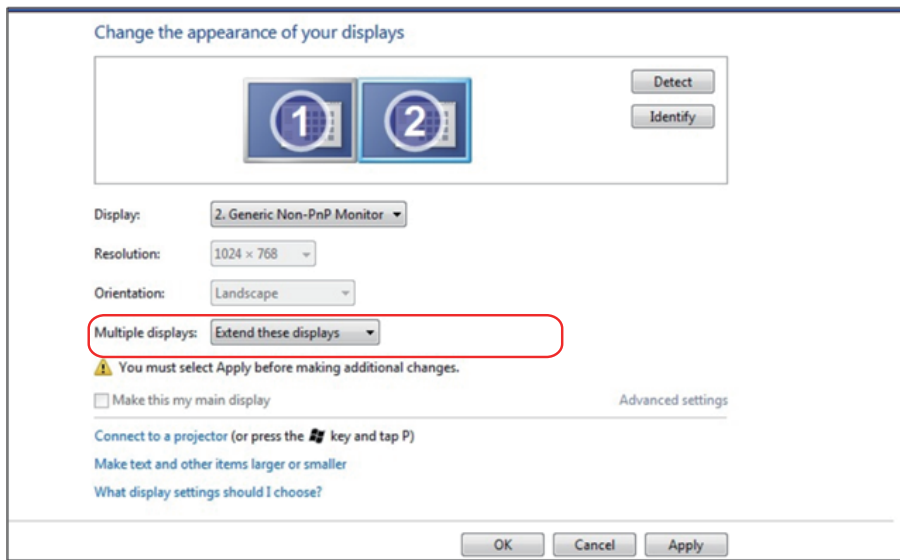 Change the appearance of your displays
1
2
Detect
Identify
Display:
2. Generic Non-PnP Monitor
Resolution:
1024 × 768
Orientation:
Landscape
Multiple displays:
Extend these displays
You must select Apply before making additional changes.
Make this my main display
Advanced settings
Connect to a projector (or press the key and tap P)
Make text and other items larger or smaller
What display settings should I choose?
OK
Cancel
Apply